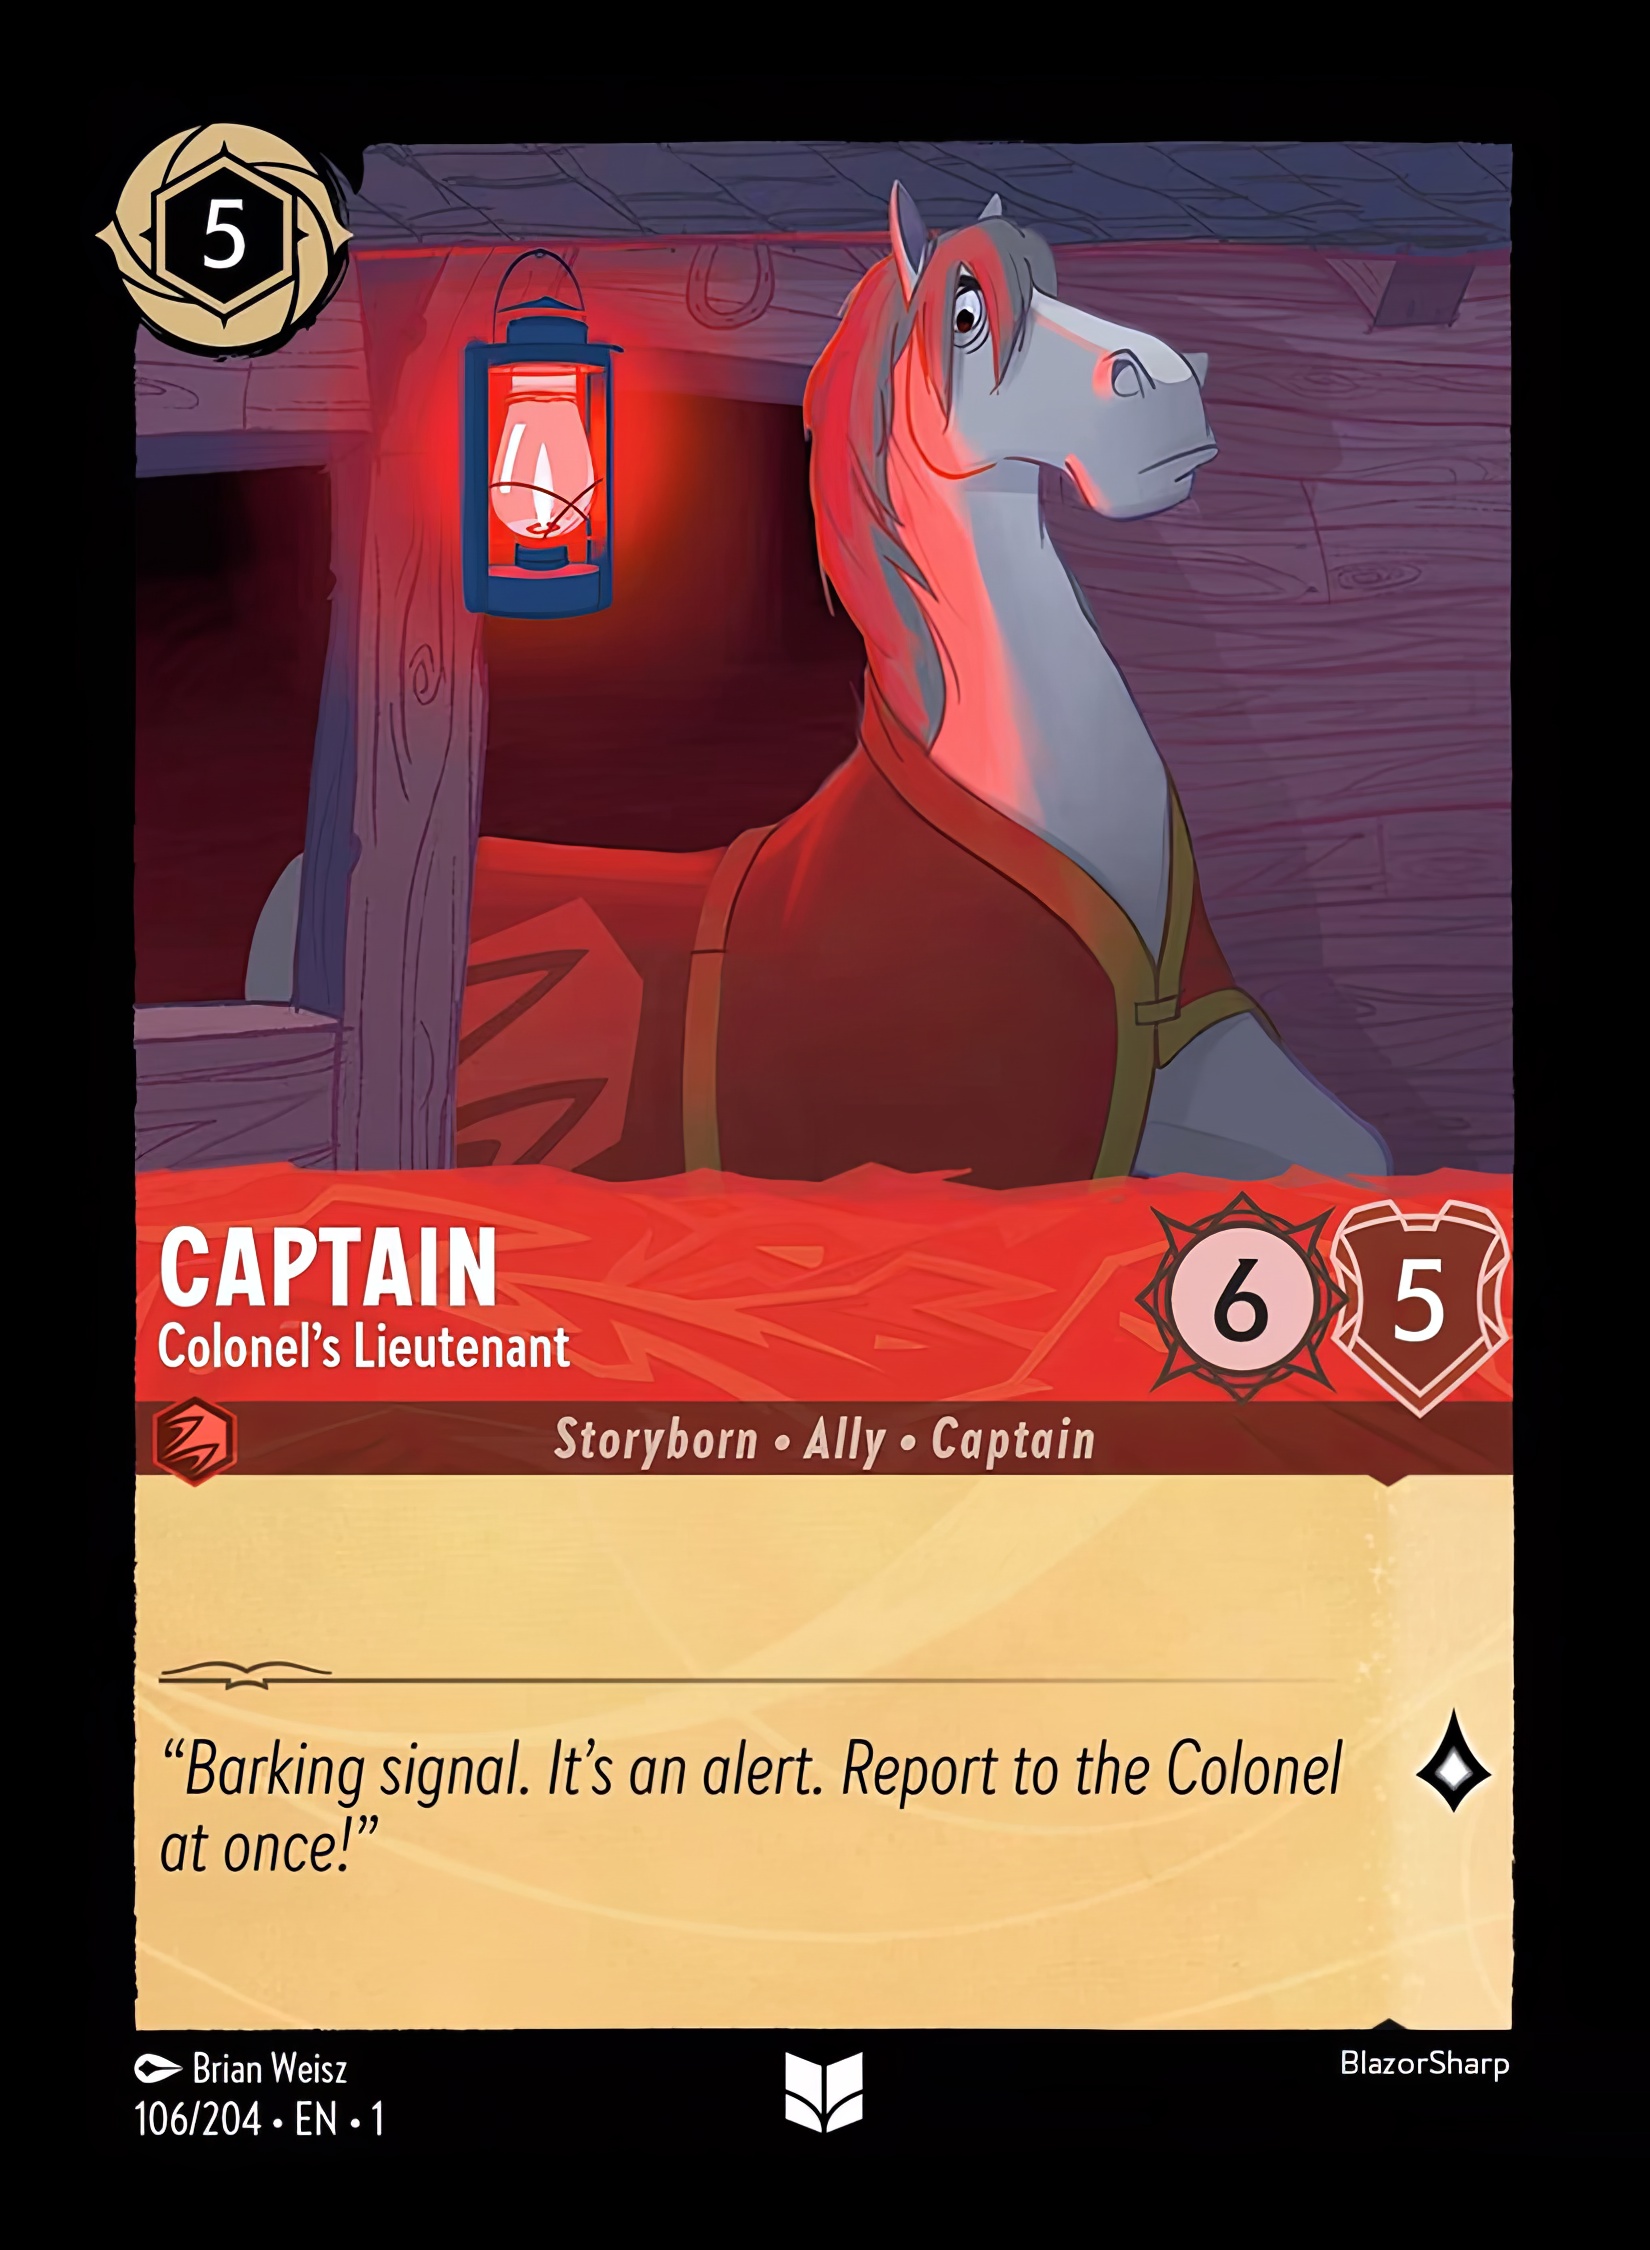 5
CAPTAIN
Colonel’s Lieutenant
6
5
Storyborn • Ally • Captain
“Barking signal. It’s an alert. Report to the Colonel
at once!”
Brian Weisz
BlazorSharp
106/204 • EN • 1